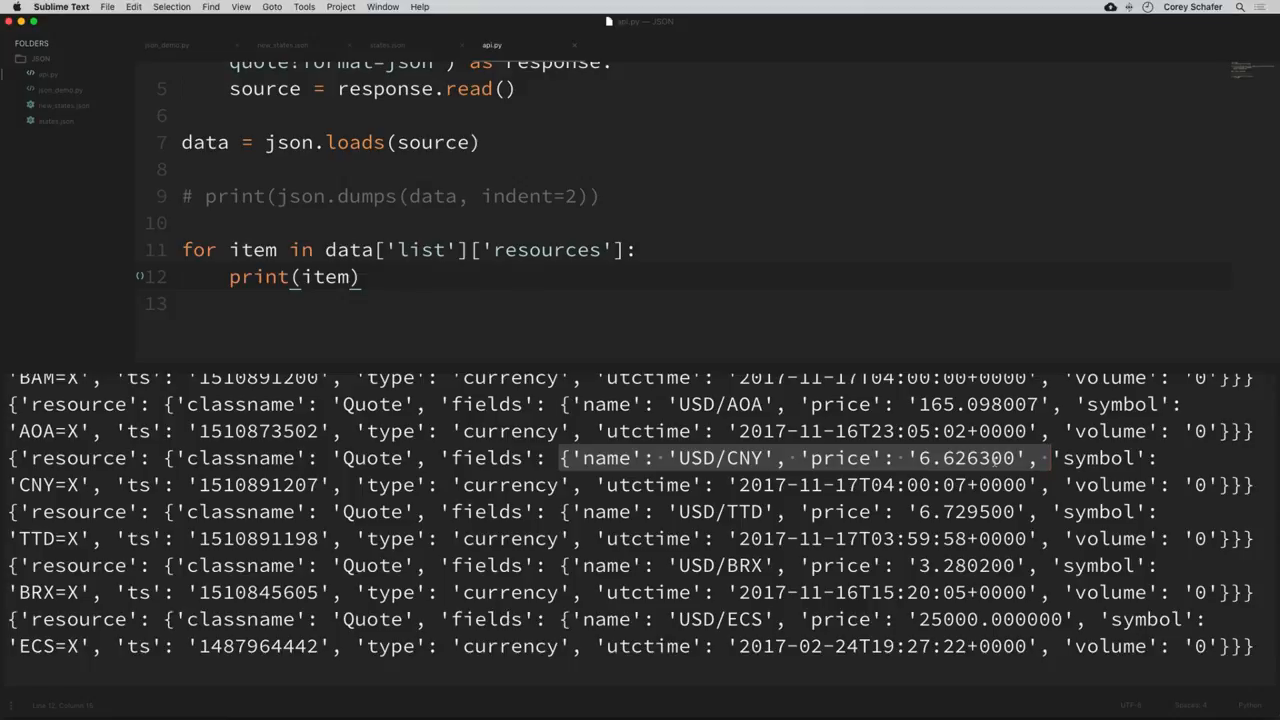 Sublime Text File Edit Selection Find View Goto Tools Project Window Help Corey Schafer
api.py — JSON
FOLDERS
JSON
api.py
json_demo.py
new_states.json
states.json
json_demo.py new_states.json states.json api.py
quote?format=json") as response:
5 source = response.read()
6
7 data = json.loads(source)
8
9 # print(json.dumps(data, indent=2))
10
11 for item in data['list']['resources']:
12 print(item)
13
'BAM=X', 'ts': '1510891200', 'type': 'currency', 'utctime': '2017-11-17T04:00:00+0000', 'volume': '0'}}}
{'resource': {'classname': 'Quote', 'fields': {'name': 'USD/AOA', 'price': '165.098007', 'symbol':
'AOA=X', 'ts': '1510873502', 'type': 'currency', 'utctime': '2017-11-16T23:05:02+0000', 'volume': '0'}}}
{'resource': {'classname': 'Quote', 'fields': {'name': 'USD/CNY', 'price': '6.626300', 'symbol':
'CNY=X', 'ts': '1510891207', 'type': 'currency', 'utctime': '2017-11-17T04:00:07+0000', 'volume': '0'}}}
{'resource': {'classname': 'Quote', 'fields': {'name': 'USD/TTD', 'price': '6.729500', 'symbol':
'TTD=X', 'ts': '1510891198', 'type': 'currency', 'utctime': '2017-11-17T03:59:58+0000', 'volume': '0'}}}
{'resource': {'classname': 'Quote', 'fields': {'name': 'USD/BRX', 'price': '3.280200', 'symbol':
'BRX=X', 'ts': '1510845605', 'type': 'currency', 'utctime': '2017-11-16T15:20:05+0000', 'volume': '0'}}}
{'resource': {'classname': 'Quote', 'fields': {'name': 'USD/ECS', 'price': '25000.000000', 'symbol':
'ECS=X', 'ts': '1487964442', 'type': 'currency', 'utctime': '2017-02-24T19:27:22+0000', 'volume': '0'}}}
Line 12, Column 15 UTF-8 Spaces: 4 Python